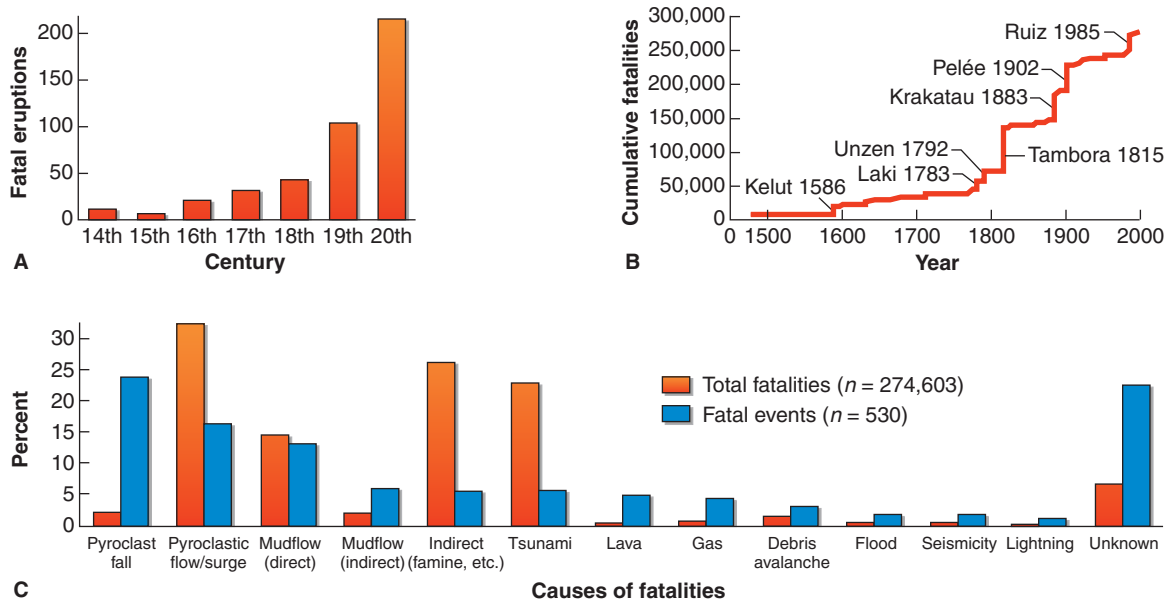 200
150
100
50
0
Fatal eruptions
14th 15th 16th 17th 18th 19th 20th
Century
A
300,000
250,000
200,000
150,000
100,000
50,000
0
Cumulative fatalities
Ruiz 1985
Pelée 1902
Krakatau 1883
Unzen 1792
Laki 1783
Tambora 1815
Kelut 1586
0 1500 1600 1700 1800 1900 2000
Year
B
30
25
20
15
10
5
0
Percent
Total fatalities (n = 274,603)
Fatal events (n = 530)
Pyroclast
fall
Pyroclastic
flow/surge
Mudflow
(direct)
Mudflow
(indirect)
Indirect
(famine, etc.)
Tsunami
Lava
Gas
Debris
avalanche
Flood
Seismicity
Lightning
Unknown
Causes of fatalities
C